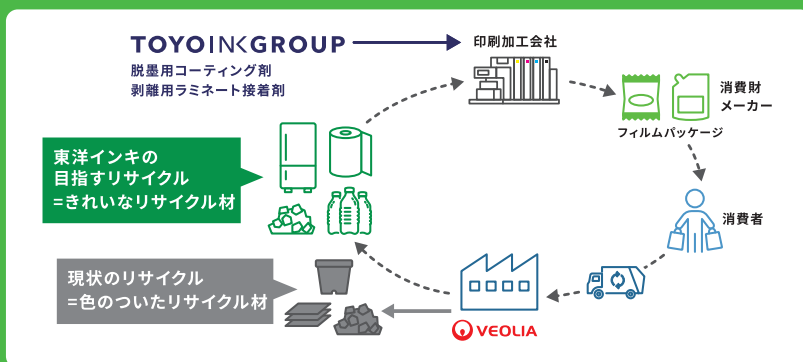 TOYOINKGROUP
脱墨用コーティング剤
剥離用ラミネート接着剤
印刷加工会社
消費財
メーカー
フィルムパッケージ
東洋インキの
目指すリサイクル
=きれいなリサイクル材
消費者
現状のリサイクル
=色のついたリサイクル材
VEOLIA